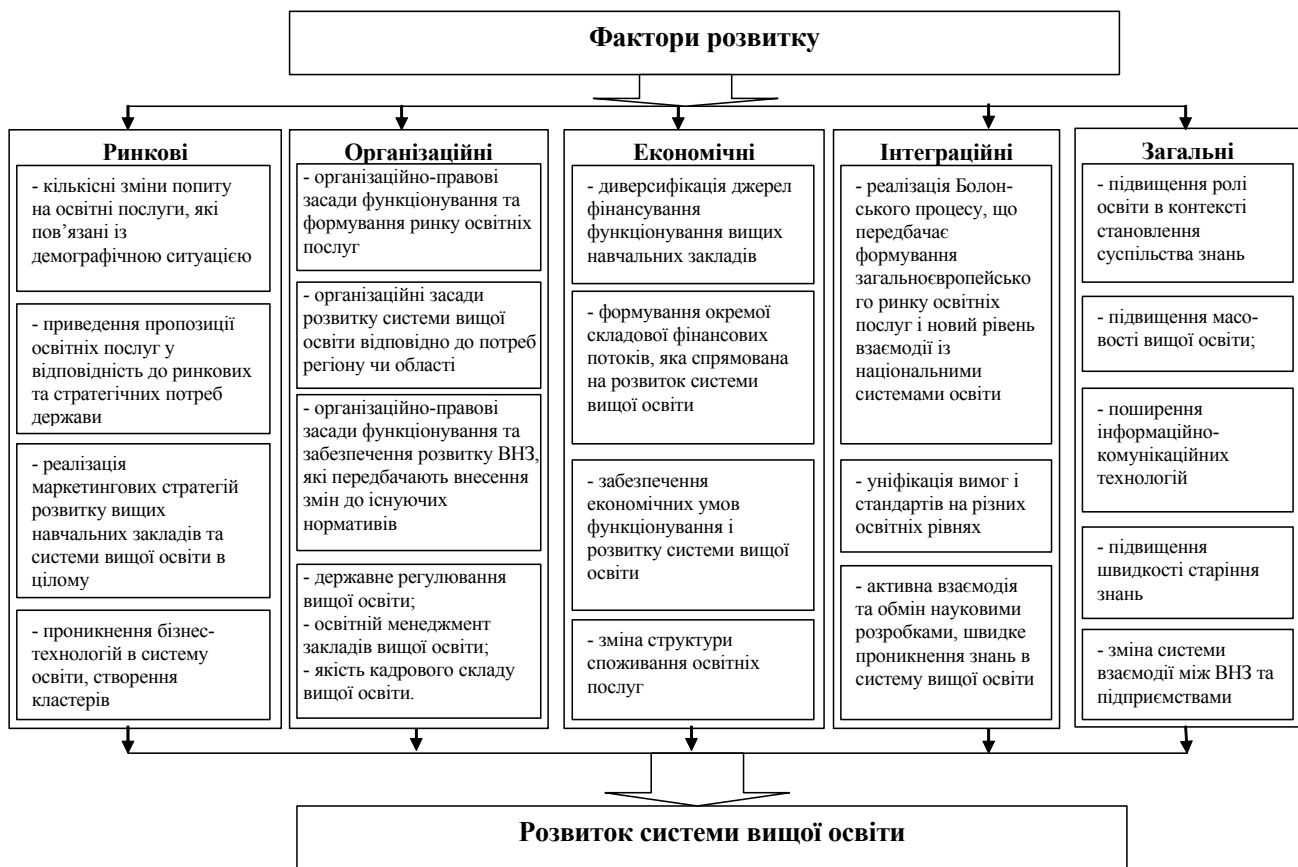 Фактори розвитку
Ринкові
- кількісні зміни попиту
на освітні послуги, які
пов’язані із
демографічною ситуацією
- приведення пропозиції
освітніх послуг у
відповідність до ринкових
та стратегічних потреб
держави
- реалізація
маркетингових стратегій
розвитку вищих
навчальних закладів та
системи вищої освіти в
цілому
- проникнення бізнес-
технологій в систему
освіти, створення
кластерів
Організаційні
- організаційно-правові
засади функціонування та
формування ринку освітніх
послуг
- організаційні засади
розвитку системи вищої
освіти відповідно до потреб
регіону чи області
- організаційно-правові
засади функціонування та
забезпечення розвитку ВНЗ,
які передбачають внесення
змін до існуючих
нормативів
- державне регулювання
вищої освіти;
- освітній менеджмент
закладів вищої освіти;
- якість кадрового складу
вищої освіти.
Економічні
- диверсифікація джерел
фінансування
функціонування вищих
навчальних закладів
- формування окремої
складової фінансових
потоків, яка спрямована
на розвиток системи
вищої освіти
- забезпечення
економічних умов
функціонування і
розвитку системи вищої
освіти
- зміна структури
споживання освітніх
послуг
Інтеграційні
- реалізація Болон-
ського процесу, що
передбачає
формування
загальноєвропейсько
го ринку освітніх
послуг і новий рівень
взаємодії із
національними
системами освіти
- уніфікація вимог і
стандартів на різних
освітніх рівнях
- активна взаємодія
та обмін науковими
розробками, швидке
проникнення знань в
систему вищої освіти
Загальні
- підвищення ролі
освіти в контексті
становлення
суспільства знань
- підвищення масо-
вості вищої освіти;
- поширення
інформаційно-
комунікаційних
технологій
- підвищення
швидкості старіння
знань
- зміна системи
взаємодії між ВНЗ та
підприємствами
Розвиток системи вищої освіти